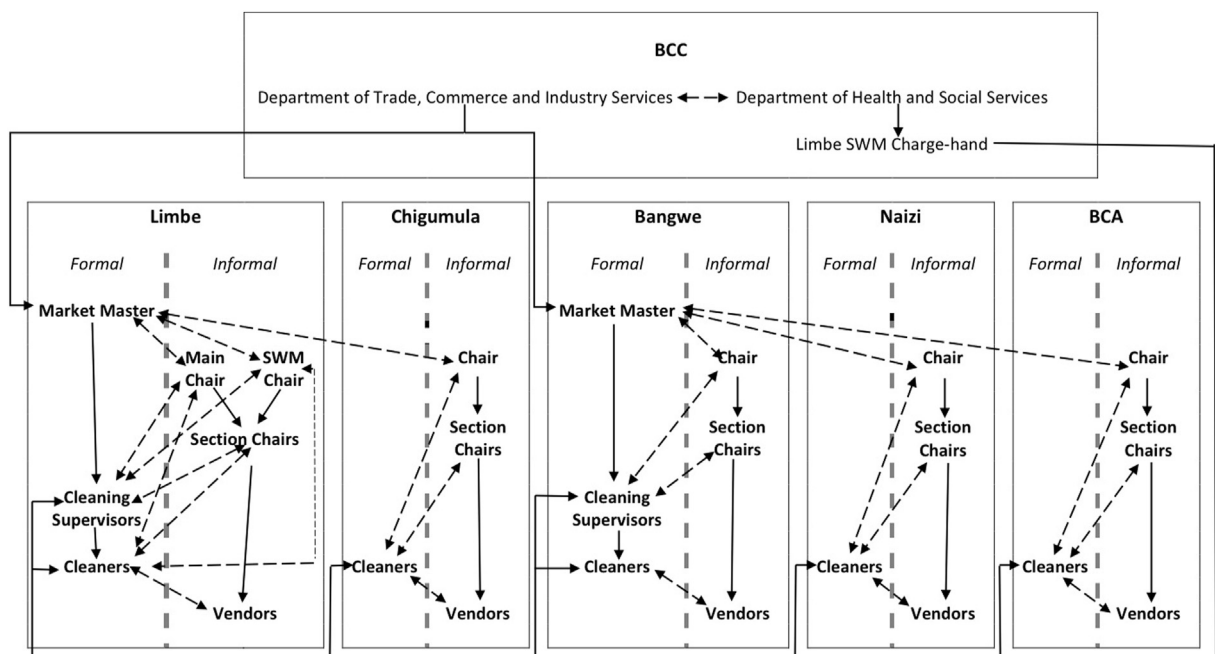 BCC
Department of Trade, Commerce and Industry Services
Department of Health and Social Services
Limbe SWM Charge-hand
Limbe
Formal
Informal
Market Master
Main
Chair
SWM
Chair
Section Chairs
Cleaning
Supervisors
Cleaners
Vendors
Chigumula
Formal
Informal
Chair
Section
Chairs
Cleaners
Vendors
Bangwe
Formal
Informal
Market Master
Chair
Section
Chairs
Cleaning
Supervisors
Cleaners
Vendors
Naizi
Formal
Informal
Chair
Section
Chairs
Cleaners
Vendors
BCA
Formal
Informal
Chair
Section
Chairs
Cleaners
Vendors